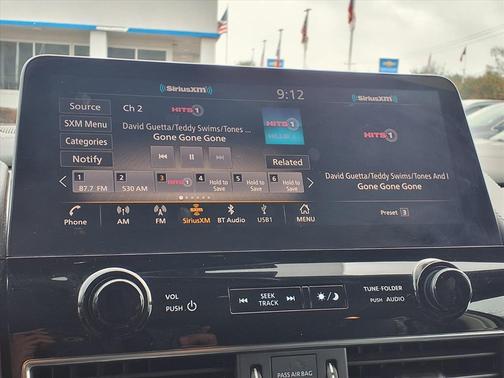 SiriusXM
9:12
SiriusXM
Source
Ch 2
HITS 1
HITS 1
SXM Menu
Categories
David Guetta/Teddy Swims/Tones ...
Gone Gone Gone
Notify
Related
David Guetta/Teddy Swims/Tones And I
Gone Gone Gone
1
87.7 FM
2
530 AM
3
HITS 1
4
Hold to
Save
5
Hold to
Save
6
Hold to
Save
Phone
AM
FM
SXM
SiriusXM
BT Audio
USB1
MENU
Preset 3
VOL
PUSH
SEEK
TRACK
TUNE·FOLDER
PUSH AUDIO
PASS AIR BAG